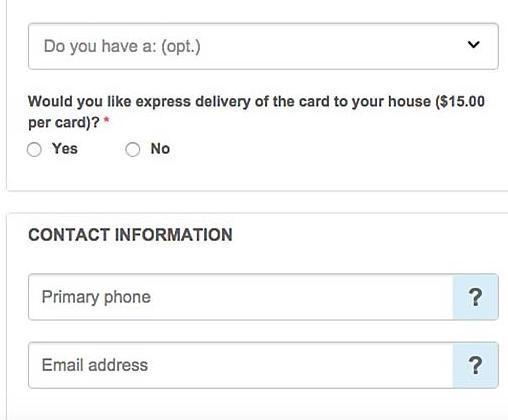 Do you have a: (opt.)
Would you like express delivery of the card to your house ($15.00
per card)? *
Yes No
CONTACT INFORMATION
Primary phone ?
Email address ?